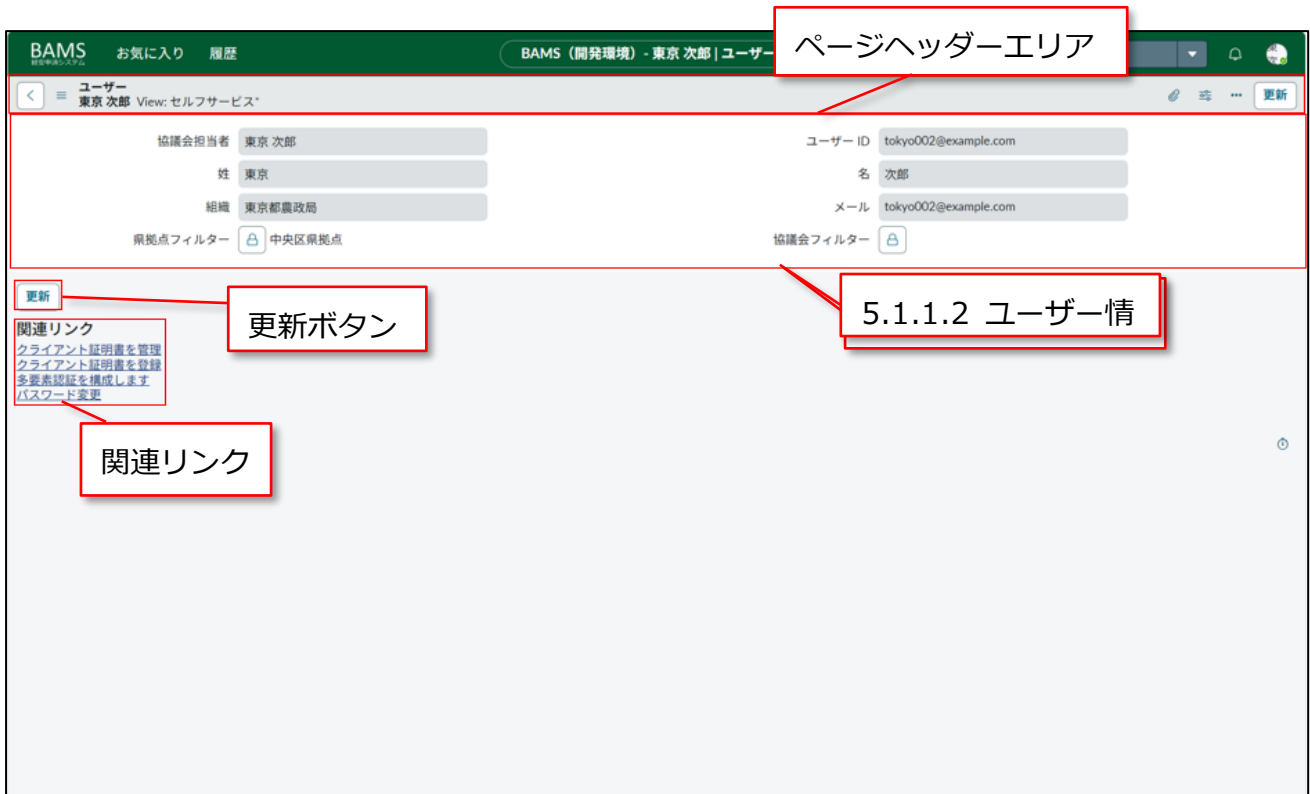 ページヘッダーエリア
BAMS お気に入り 履歴 BAMS（開発環境）- 東京 次郎 | ユーザー
経営申請システム
ユーザー
東京 次郎 View: セルフサービス* 更新
協議会担当者 東京 次郎 ユーザー ID tokyo002@example.com
姓 東京 名 次郎
組織 東京都農政局 メール tokyo002@example.com
県拠点フィルター 中央区県拠点 協議会フィルター
更新
更新ボタン
5.1.1.2 ユーザー情
関連リンク
クライアント証明書を管理
クライアント証明書を登録
多要素認証を構成します
パスワード変更
関連リンク